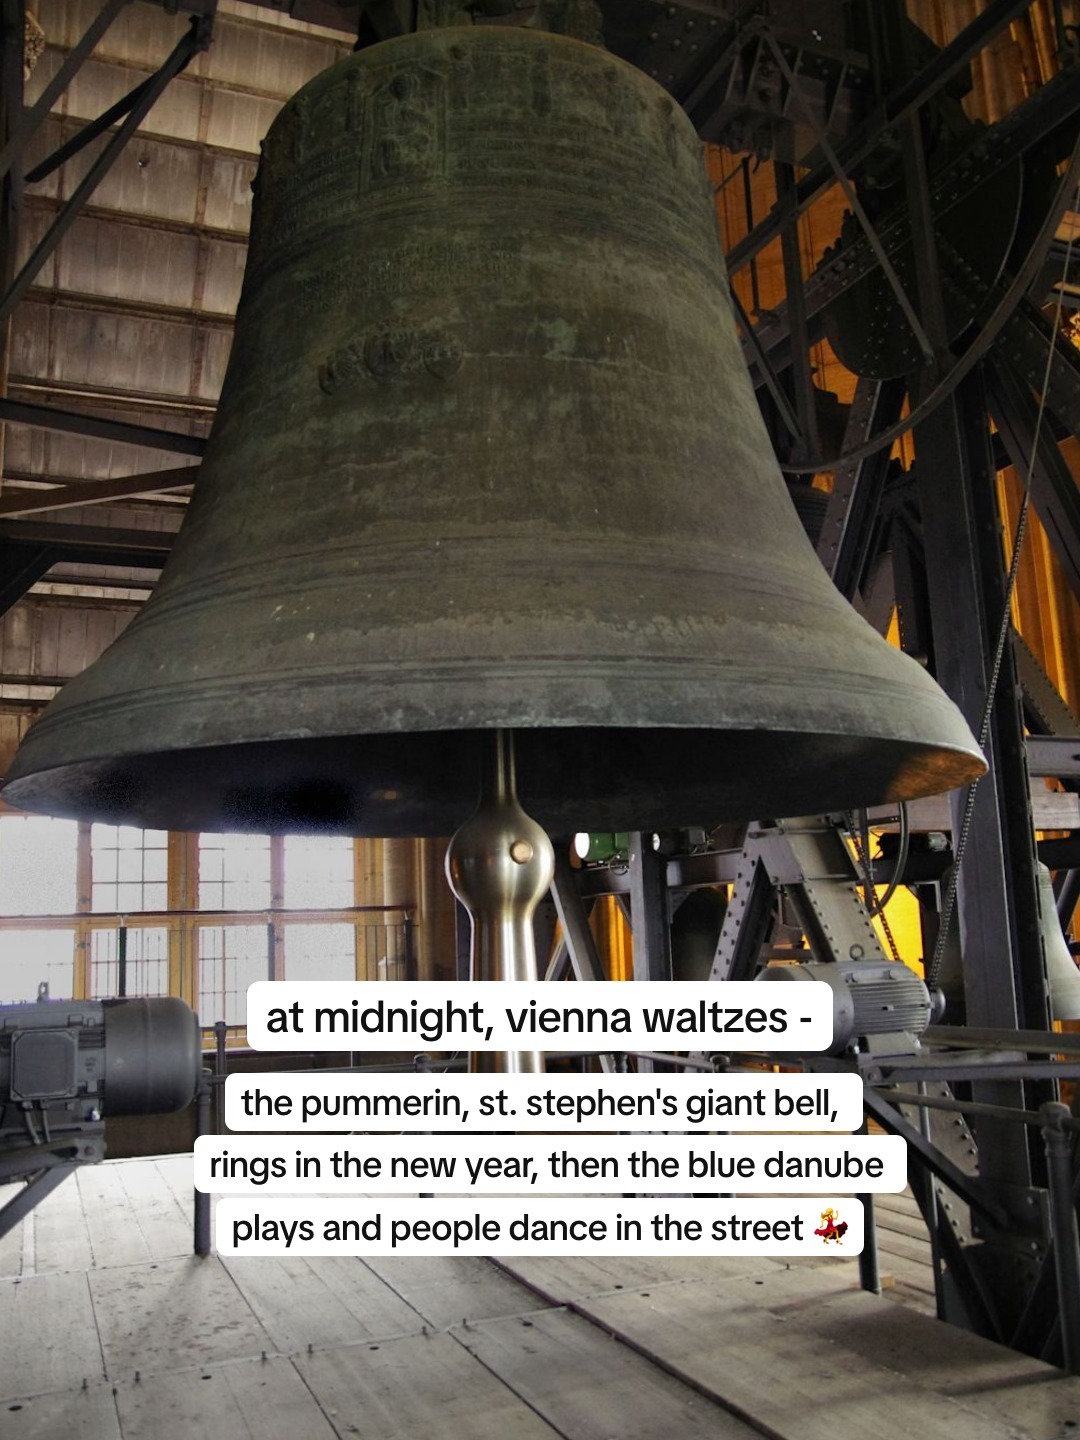 at midnight, vienna waltzes -
the pummerin, st. stephen's giant bell,
rings in the new year, then the blue danube
plays and people dance in the street 💃